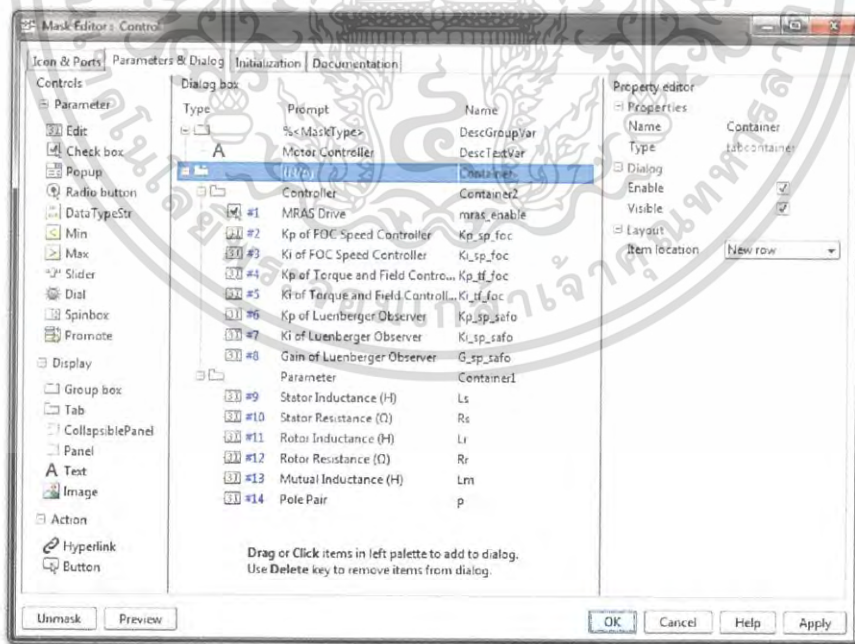 Mask Editor : Control
Icon & Ports Parameters & Dialog Initialization Documentation
Controls
Parameter
Edit
Check box
Popup
Radio button
DataTypeStr
Min
Max
Slider
Dial
Spinbox
Promote
Display
Group box
Tab
CollapsiblePanel
Panel
Text
Image
Action
Hyperlink
Button
Dialog box
Type Prompt Name
%<MaskType> DescGroupVar
A Motor Controller DescTextVar
Container
Controller Container2
#1 MRAS Drive mras_enable
#2 Kp of FOC Speed Controller Kp_sp_foc
#3 Ki of FOC Speed Controller Ki_sp_foc
#4 Kp of Torque and Field Contro... Kp_tf_foc
#5 Ki of Torque and Field Controll... Ki_tf_foc
#6 Kp of Luenberger Observer Kp_sp_safo
#7 Ki of Luenberger Observer Ki_sp_safo
#8 Gain of Luenberger Observer G_sp_safo
Parameter Container1
#9 Stator Inductance (H) Ls
#10 Stator Resistance (Ω) Rs
#11 Rotor Inductance (H) Lr
#12 Rotor Resistance (Ω) Rr
#13 Mutual Inductance (H) Lm
#14 Pole Pair p
Drag or Click items in left palette to add to dialog.
Use Delete key to remove items from dialog.
Property editor
Properties
Name Container
Type tabcontainer
Dialog
Enable
Visible
Layout
Item location New row
Unmask Preview OK Cancel Help Apply